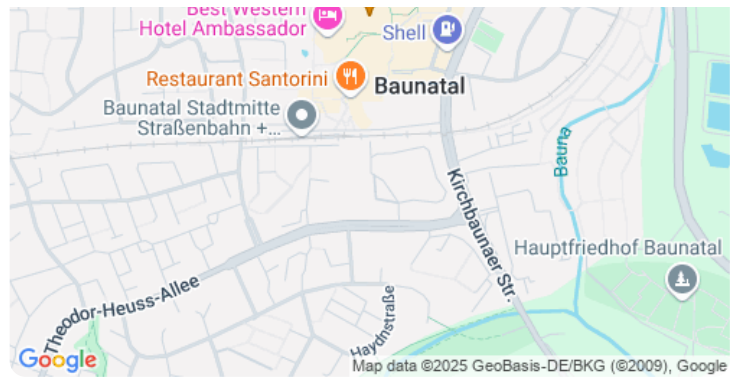 Best Western
Hotel Ambassador
Shell
Restaurant Santorini
Baunatal
Baunatal Stadtmitte
Straßenbahn +...
Bauna
Kirchbaunaer Str.
Hauptfriedhof Baunatal
Theodor-Heuss-Allee
Haydnstraße
Google
Map data ©2025 GeoBasis-DE/BKG (©2009), Google